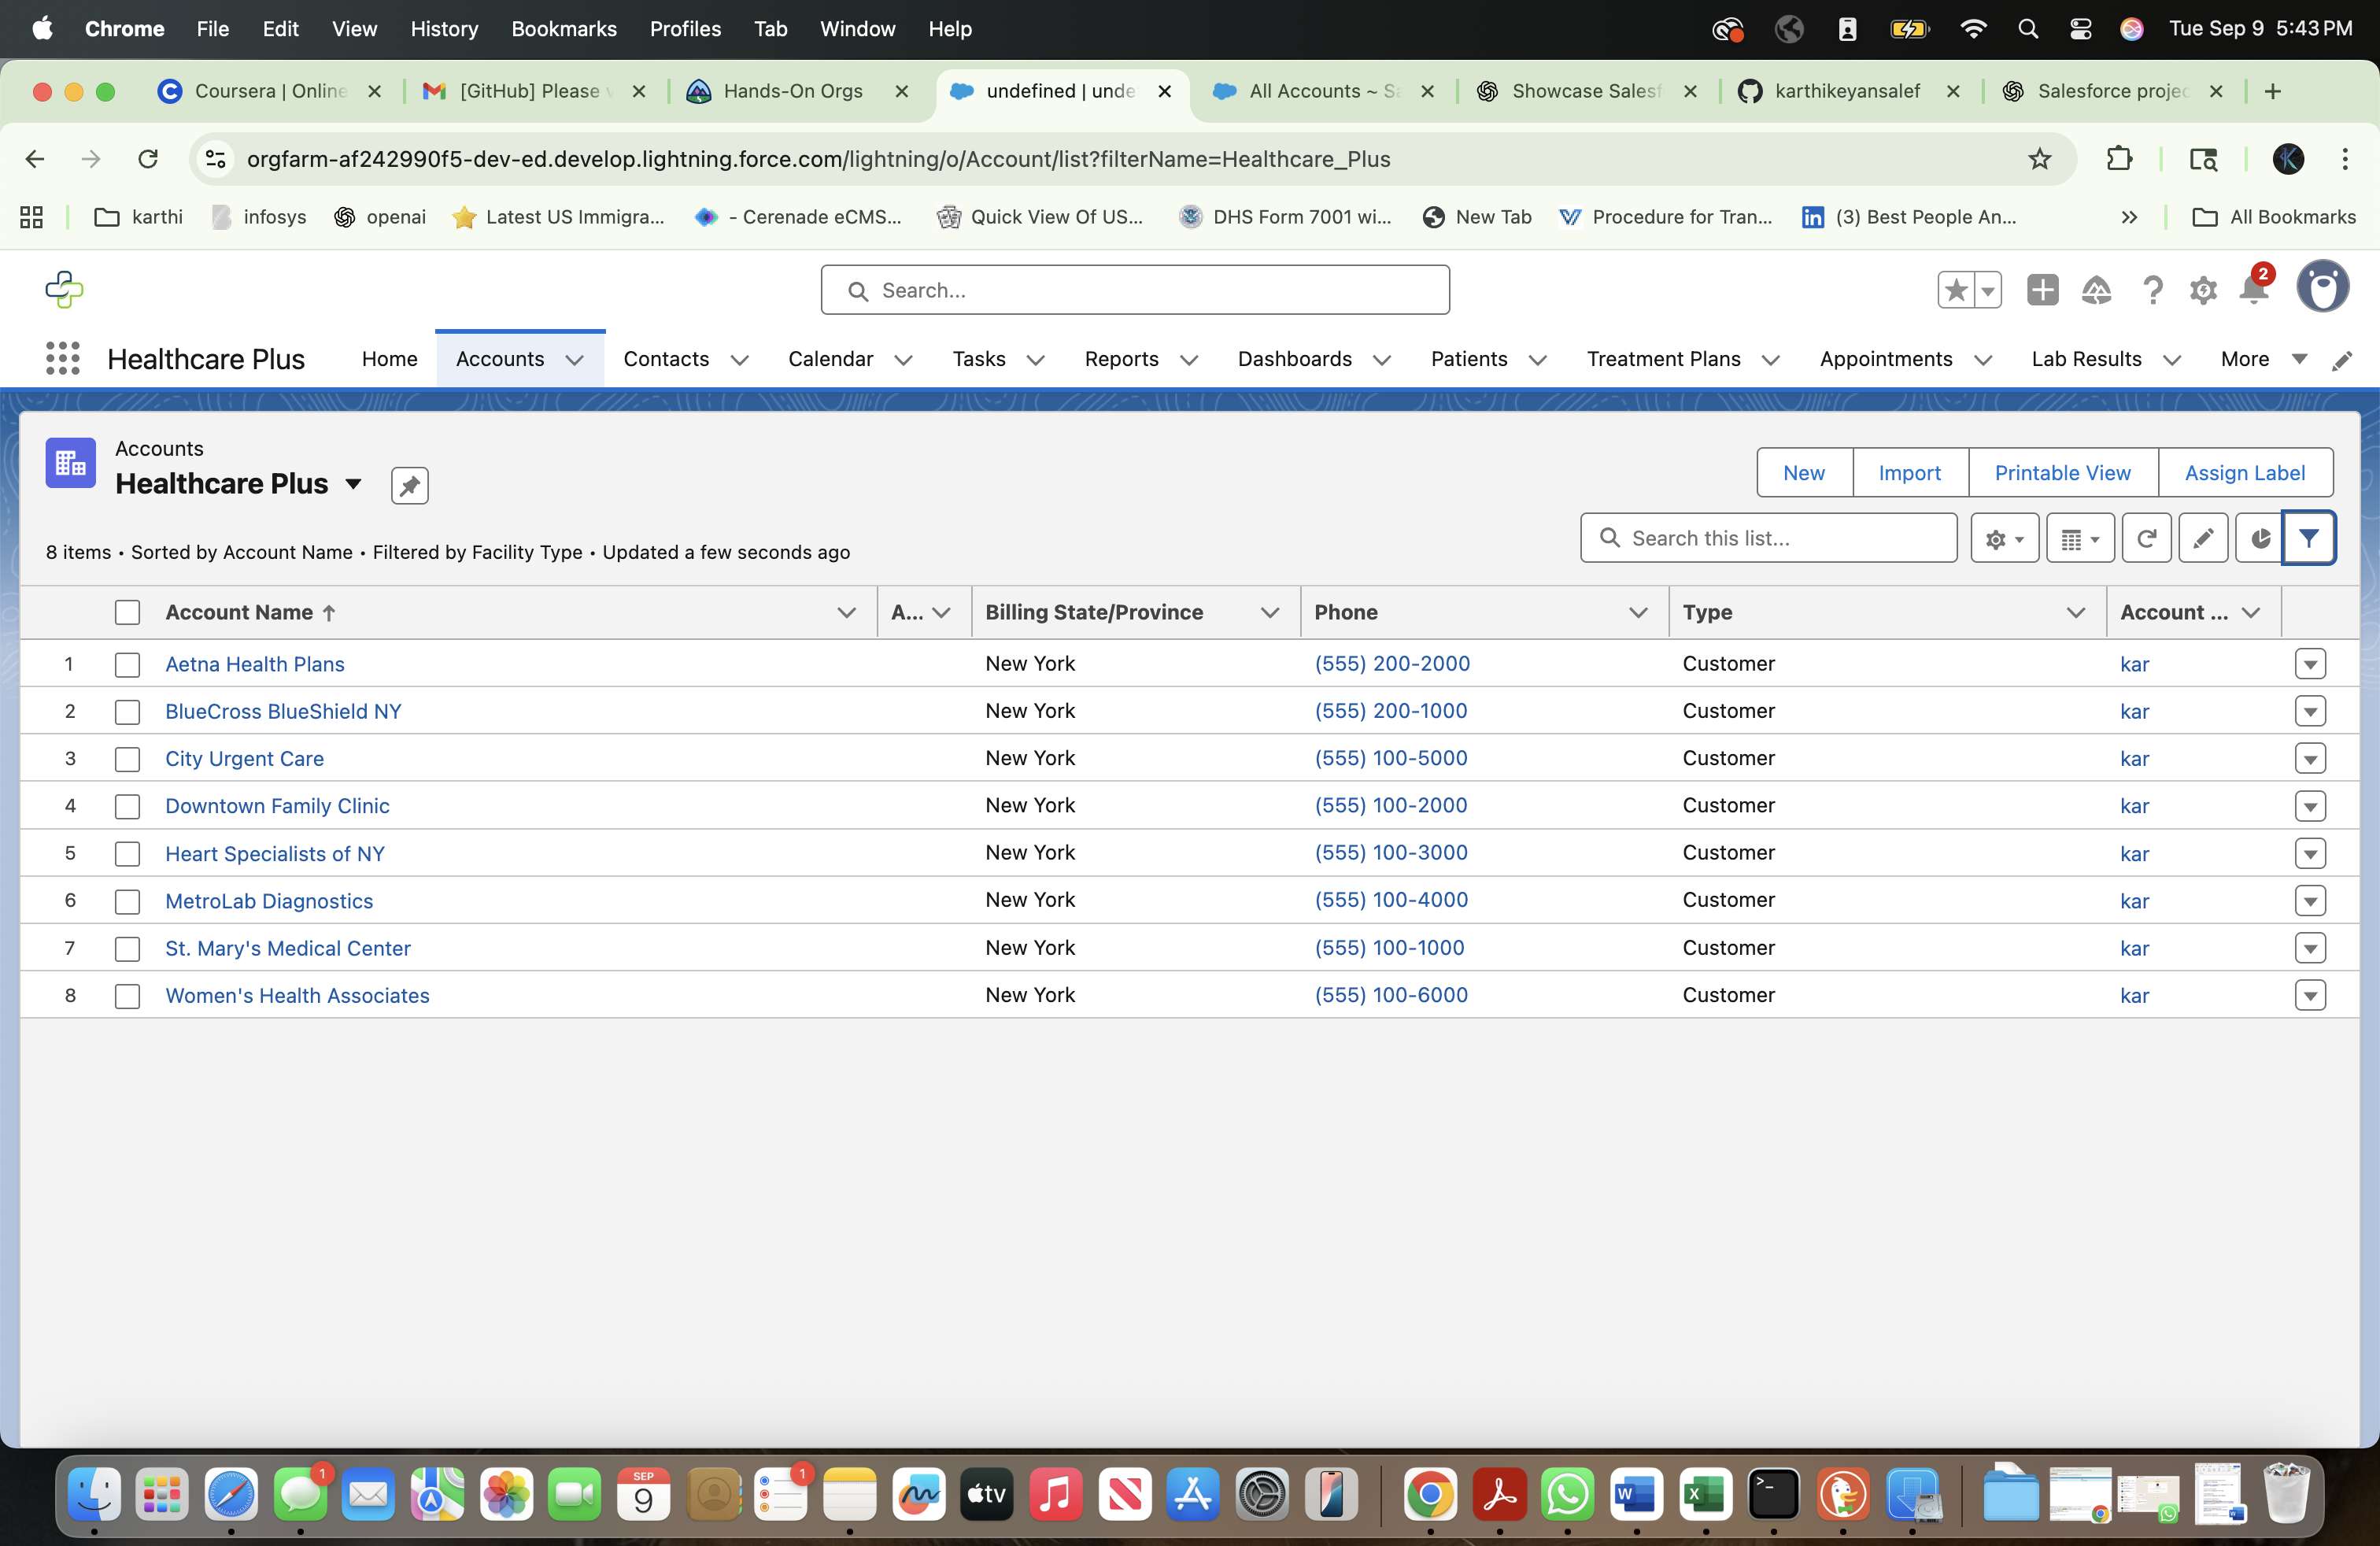 Chrome File Edit View History Bookmarks Profiles Tab Window Help Tue Sep 9 5:43 PM
Coursera | Online [GitHub] Please Hands-On Orgs undefined | unde All Accounts ~ Sa Showcase Salesf karthikeyansalef Salesforce projec
orgfarm-af242990f5-dev-ed.develop.lightning.force.com/lightning/o/Account/list?filterName=Healthcare_Plus
karthi infosys openai Latest US Immigra... - Cerenade eCMS... Quick View Of US... DHS Form 7001 wi... New Tab Procedure for Tran... (3) Best People An... » All Bookmarks
Search... 2
Healthcare Plus Home Accounts Contacts Calendar Tasks Reports Dashboards Patients Treatment Plans Appointments Lab Results More
Accounts
Healthcare Plus
New Import Printable View Assign Label
8 items • Sorted by Account Name • Filtered by Facility Type • Updated a few seconds ago
Search this list...
Account Name ↑ A... Billing State/Province Phone Type Account ...
1 Aetna Health Plans New York (555) 200-2000 Customer kar
2 BlueCross BlueShield NY New York (555) 200-1000 Customer kar
3 City Urgent Care New York (555) 100-5000 Customer kar
4 Downtown Family Clinic New York (555) 100-2000 Customer kar
5 Heart Specialists of NY New York (555) 100-3000 Customer kar
6 MetroLab Diagnostics New York (555) 100-4000 Customer kar
7 St. Mary's Medical Center New York (555) 100-1000 Customer kar
8 Women's Health Associates New York (555) 100-6000 Customer kar
1 SEP 9 1 tv